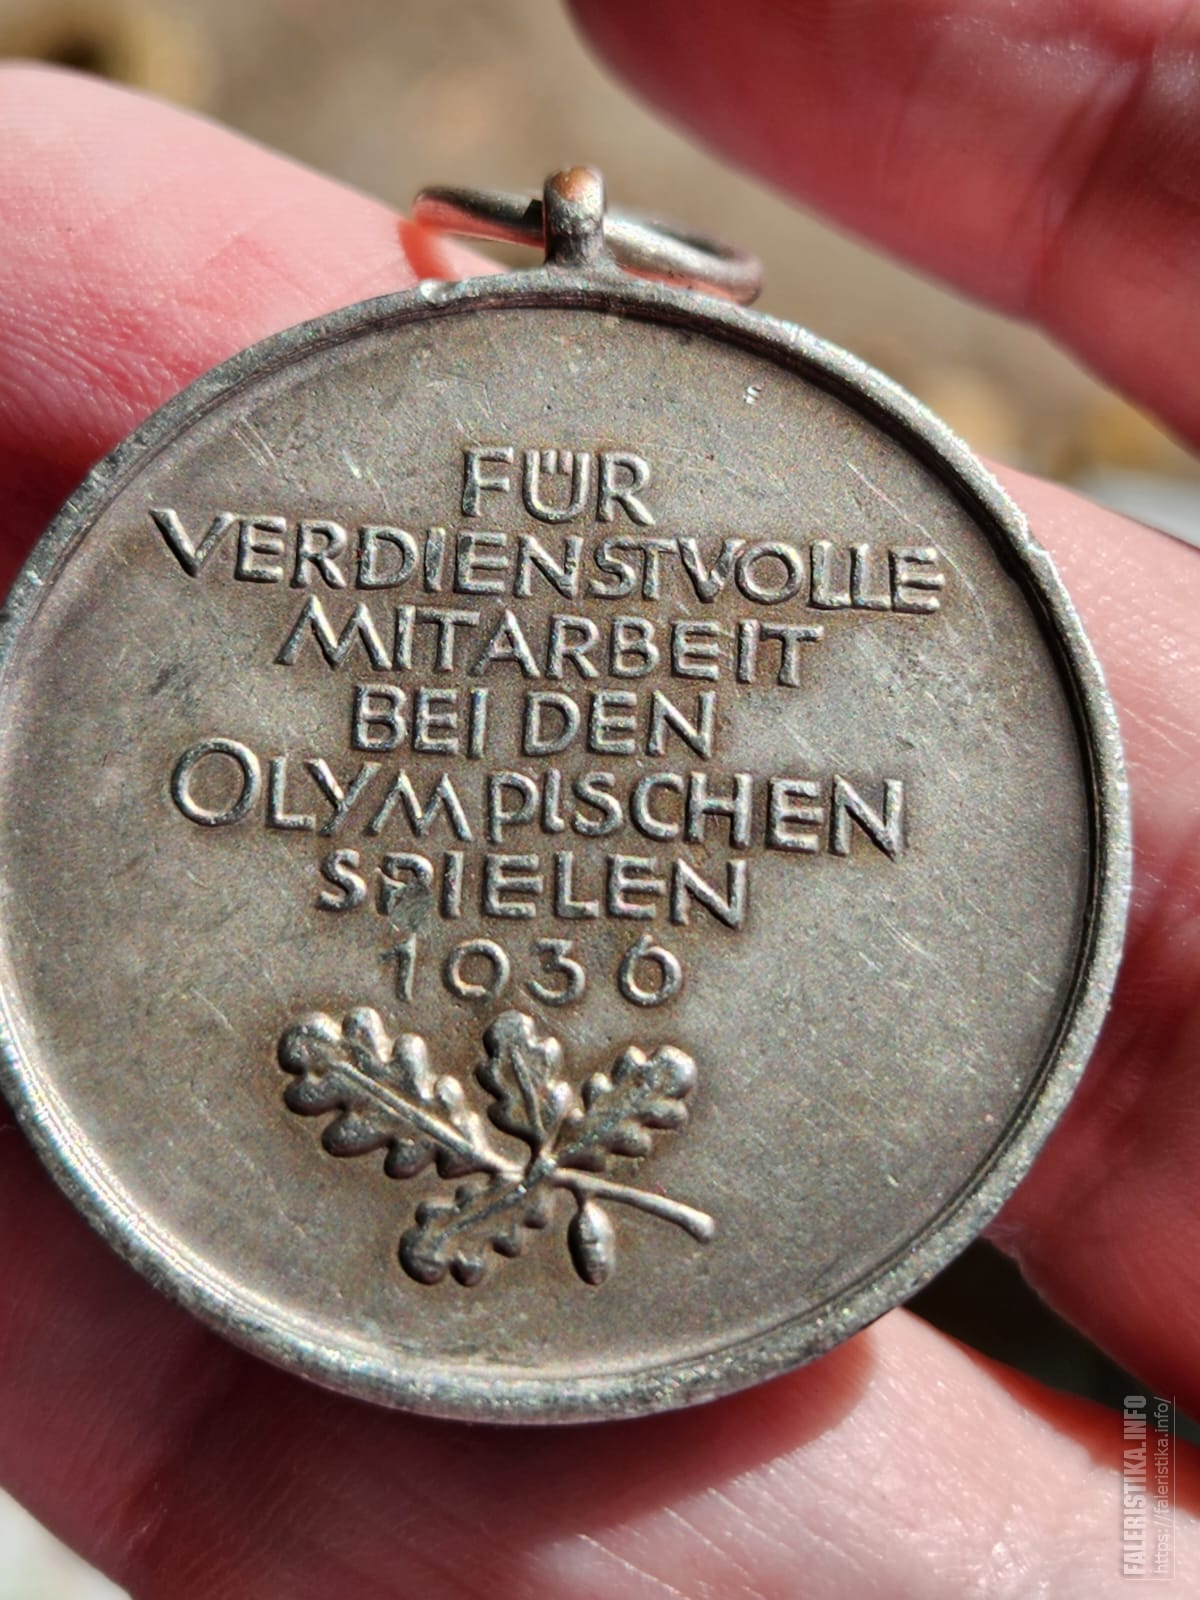 FÜR
VERDIENSTVOLLE
MITARBEIT
BEI DEN
OLYMPISCHEN
SPIELEN
1936
FALERISTIKA.INFO
https://faleristika.info/